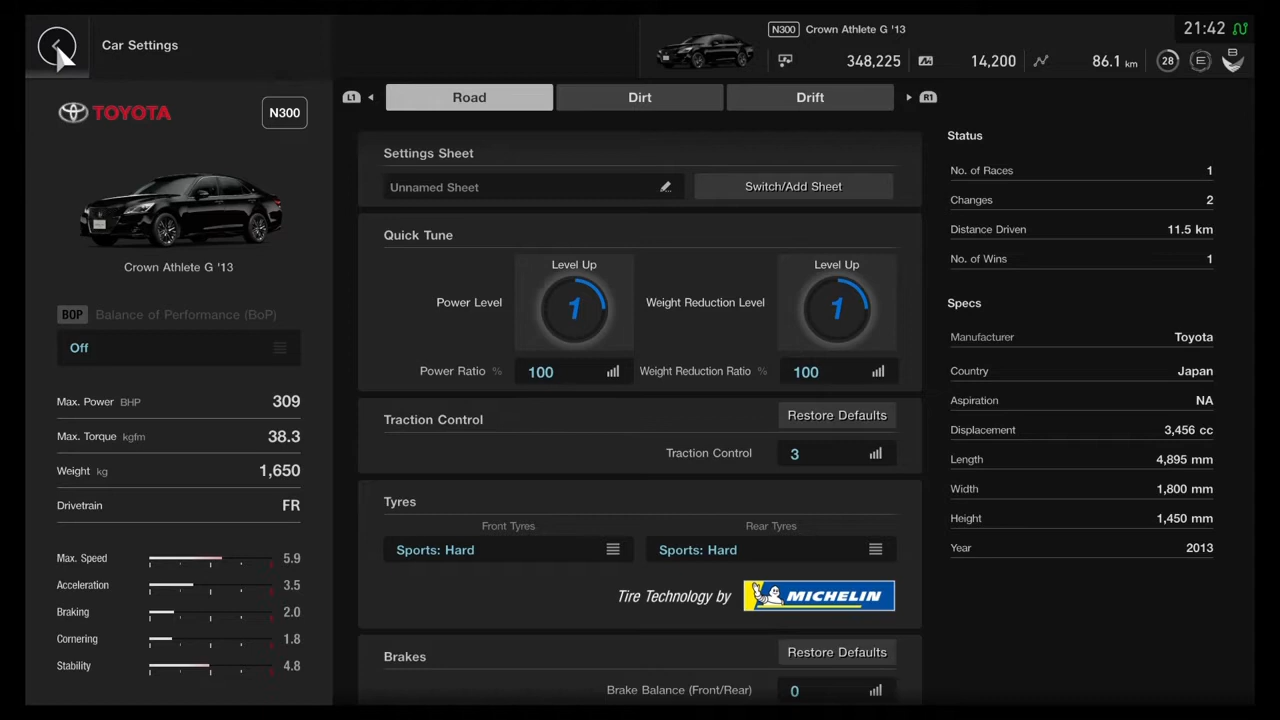 Car Settings
N300 Crown Athlete G '13
348,225 14,200 86.1 km 28 E B
21:42
TOYOTA
N300
Crown Athlete G '13
BOP Balance of Performance (BoP)
Off
Max. Power BHP 309
Max. Torque kgfm 38.3
Weight kg 1,650
Drivetrain FR
Max. Speed 5.9
Acceleration 3.5
Braking 2.0
Cornering 1.8
Stability 4.8
L1 Road Dirt Drift R1
Settings Sheet
Unnamed Sheet Switch/Add Sheet
Quick Tune
Level Up Level Up
Power Level 1 Weight Reduction Level 1
Power Ratio % 100 Weight Reduction Ratio % 100
Traction Control Restore Defaults
Traction Control 3
Tyres
Front Tyres Rear Tyres
Sports: Hard Sports: Hard
Tire Technology by MICHELIN
Brakes Restore Defaults
Brake Balance (Front/Rear) 0
Status
No. of Races 1
Changes 2
Distance Driven 11.5 km
No. of Wins 1
Specs
Manufacturer Toyota
Country Japan
Aspiration NA
Displacement 3,456 cc
Length 4,895 mm
Width 1,800 mm
Height 1,450 mm
Year 2013